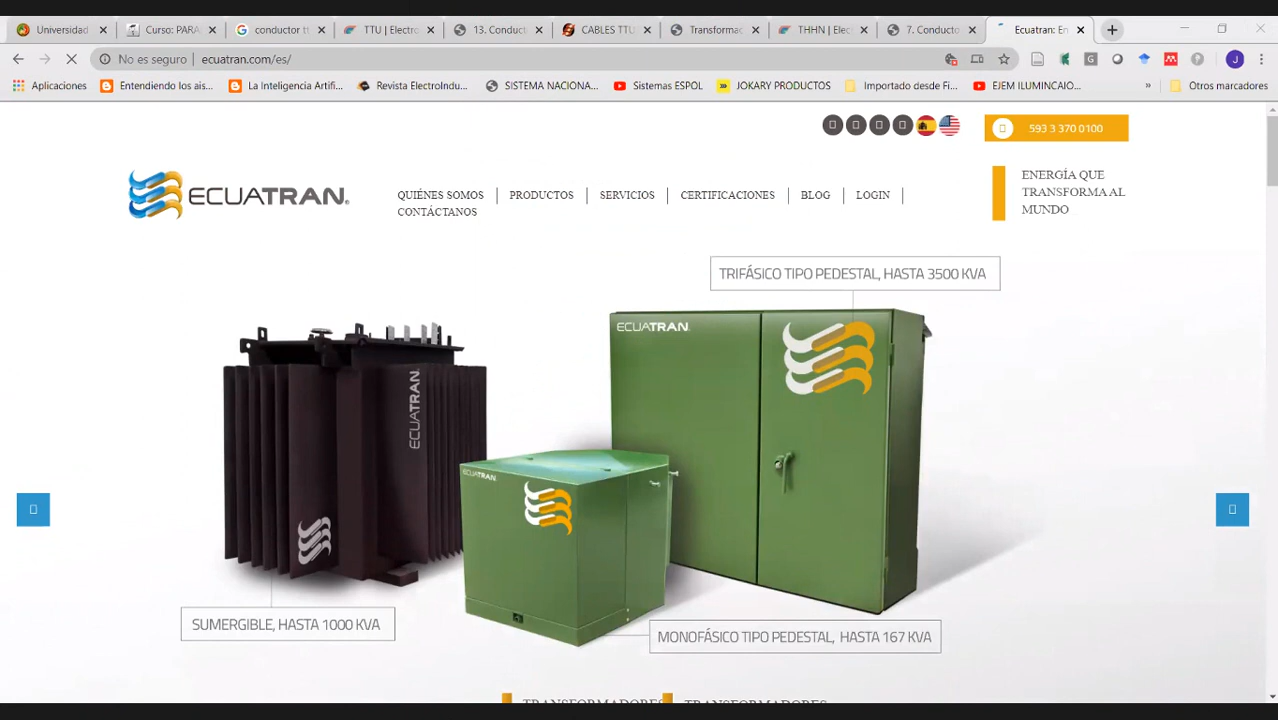 Universidad
Curso: PAR/
conductor tt
TTU | Electro
13. Conduct
CABLES TTU
Transformac
THHN | Elec
7. Conducto
Ecuatran: En
No es seguro | ecuatran.com/es/
Aplicaciones
Entendiendo los ais...
La Inteligencia Artifi...
Revista ElectroIndu...
SISTEMA NACIONA...
Sistemas ESPOL
JOKARY PRODUCTOS
Importado desde Fi...
EJEM ILUMINCAIO...
» Otros marcadores
593 3 370 0100
ECUATRAN®
QUIÉNES SOMOS
PRODUCTOS
SERVICIOS
CERTIFICACIONES
BLOG
LOGIN
CONTÁCTANOS
ENERGÍA QUE
TRANSFORMA AL
MUNDO
TRIFÁSICO TIPO PEDESTAL, HASTA 3500 KVA
ECUATRAN
ECUATRAN
ECUATRAN
SUMERGIBLE, HASTA 1000 KVA
MONOFÁSICO TIPO PEDESTAL, HASTA 167 KVA
TRANSFORMADORES
TRANSFORMADORES